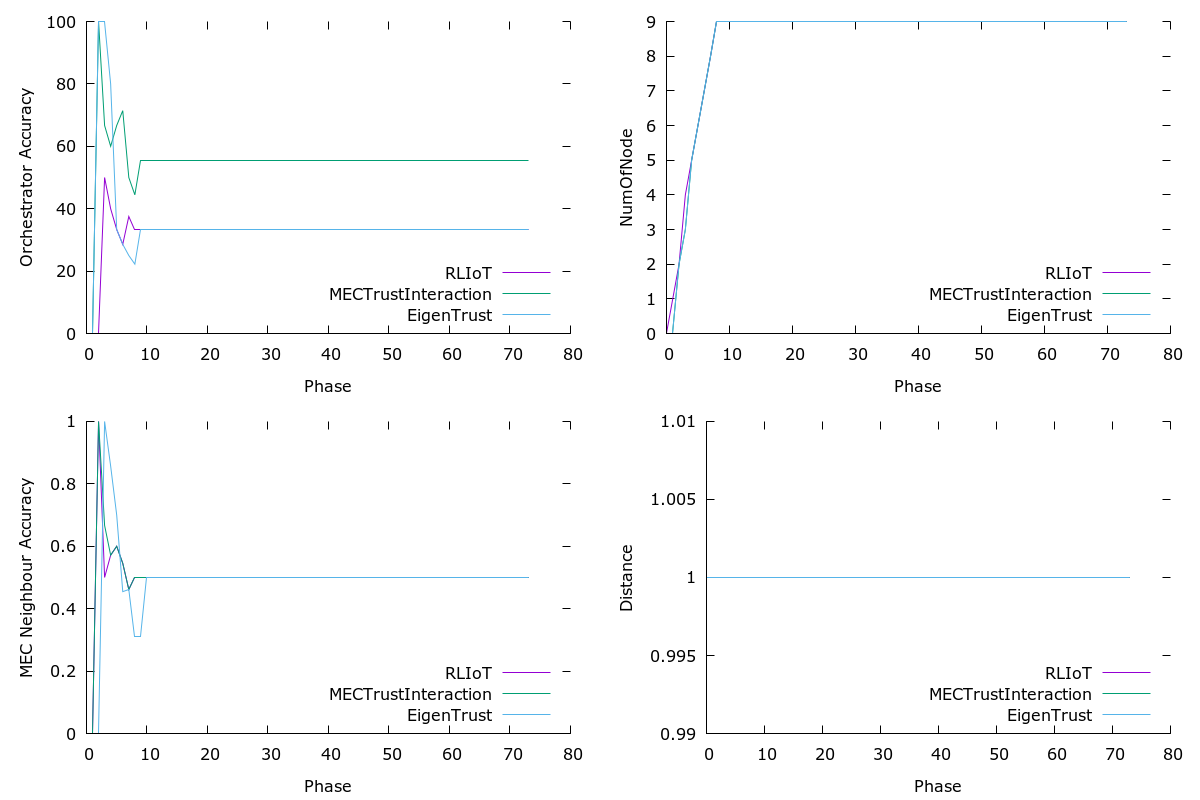 100
80
60
40
20
0
Orchestrator Accuracy
RLIoT
MECTrustInteraction
EigenTrust
0 10 20 30 40 50 60 70 80
Phase
9
8
7
6
5
4
3
2
1
0
NumOfNode
RLIoT
MECTrustInteraction
EigenTrust
0 10 20 30 40 50 60 70 80
Phase
1
0.8
0.6
0.4
0.2
0
MEC Neighbour Accuracy
RLIoT
MECTrustInteraction
EigenTrust
0 10 20 30 40 50 60 70 80
Phase
1.01
1.005
1
0.995
0.99
Distance
RLIoT
MECTrustInteraction
EigenTrust
0 10 20 30 40 50 60 70 80
Phase